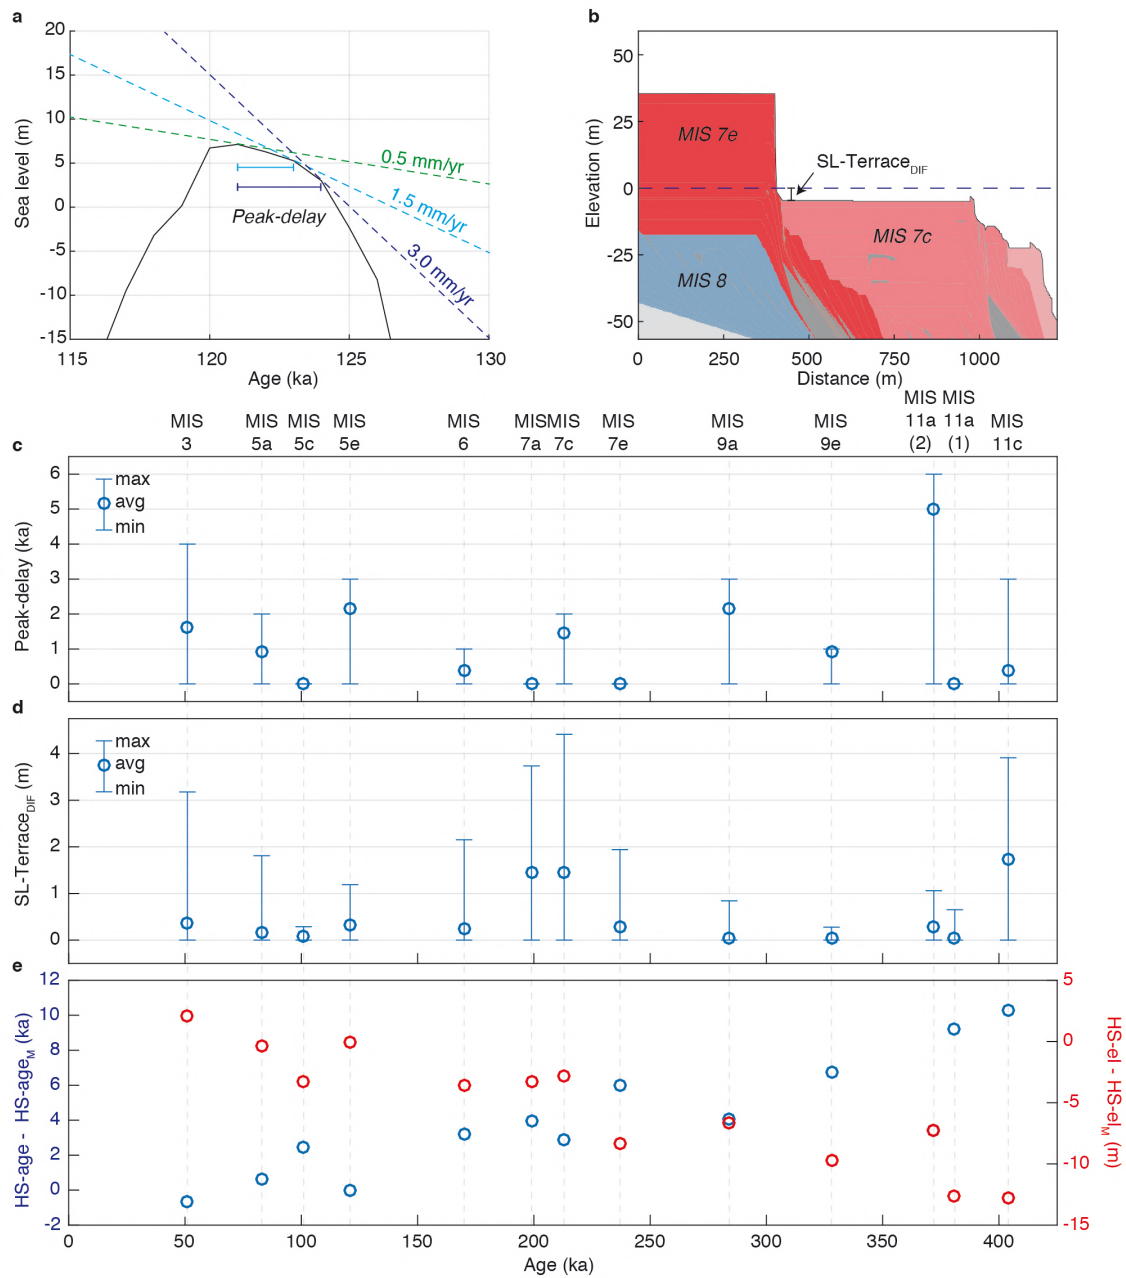 a
20
15
10
5
0
-5
-10
-15
115
120
125
130
Sea level (m)
Age (ka)
0.5 mm/yr
1.5 mm/yr
3.0 mm/yr
Peak-delay
b
50
25
0
-25
-50
0
250
500
750
1000
Elevation (m)
Distance (m)
MIS 7e
SL-Terrace DIF
MIS 7c
MIS 8
MIS 3
MIS 5a
MIS 5c
MIS 5e
MIS 6
MIS 7a
MIS 7c
MIS 7e
MIS 9a
MIS 9e
MIS 11a (2)
MIS 11a (1)
MIS 11c
c
6
5
4
3
2
1
0
Peak-delay (ka)
max
avg
min
d
4
3
2
1
0
SL-Terrace DIF (m)
max
avg
min
e
12
10
8
6
4
2
0
-2
HS-age - HS-age M (ka)
5
0
-5
-10
-15
HS-el - HS-el M (m)
0
50
100
150
200
250
300
350
400
Age (ka)